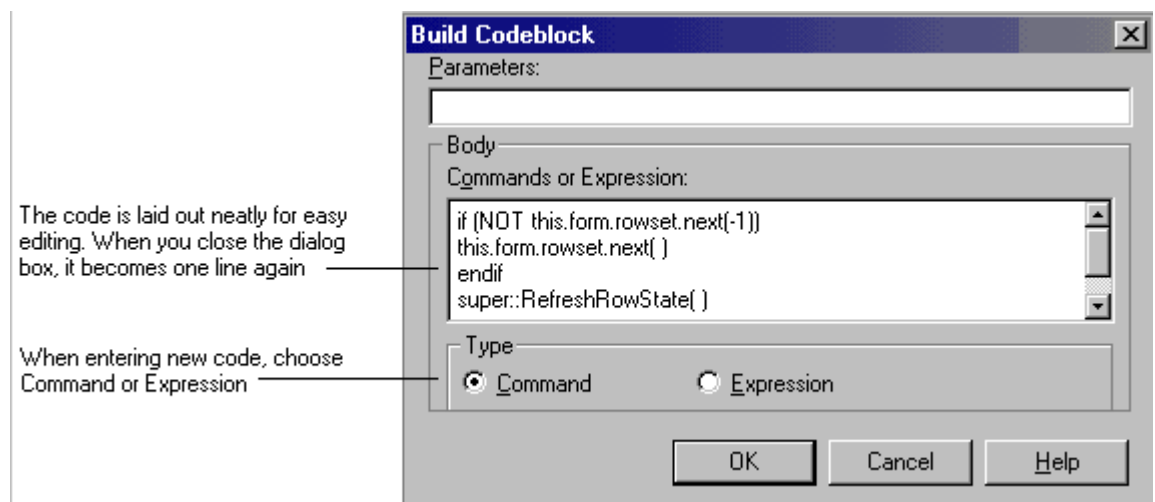 Build Codeblock
Parameters:
Body
Commands or Expression:
if (NOT this.form.rowset.next(-1))
this.form.rowset.next( )
endif
super::RefreshRowState( )
Type
Command
Expression
OK
Cancel
Help
The code is laid out neatly for easy
editing. When you close the dialog
box, it becomes one line again
When entering new code, choose
Command or Expression